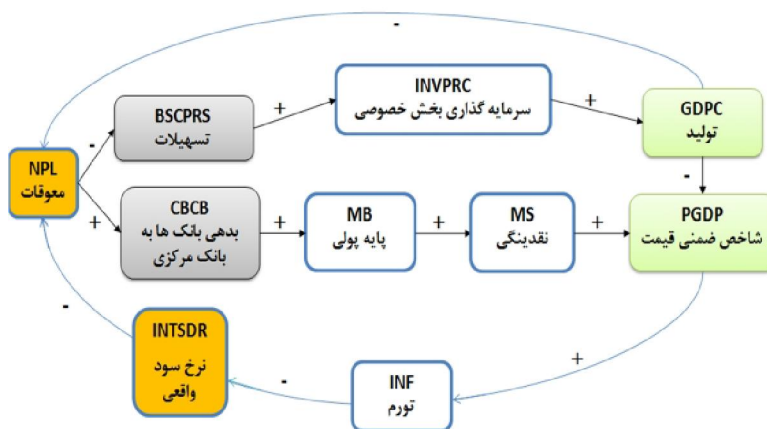 -
INVPRC
سرمایه گذاری بخش خصوصی
+
+
BSCPRS
تسهیلات
GDPC
تولید
-
NPL
معوقات
-
+
CBCB
بدهی بانک ها به
بانک مرکزی
+
MB
پایه پولی
+
MS
نقدینگی
+
PGDP
شاخص ضمنی قیمت
-
INTSDR
نرخ سود
واقعی
-
INF
تورم
+